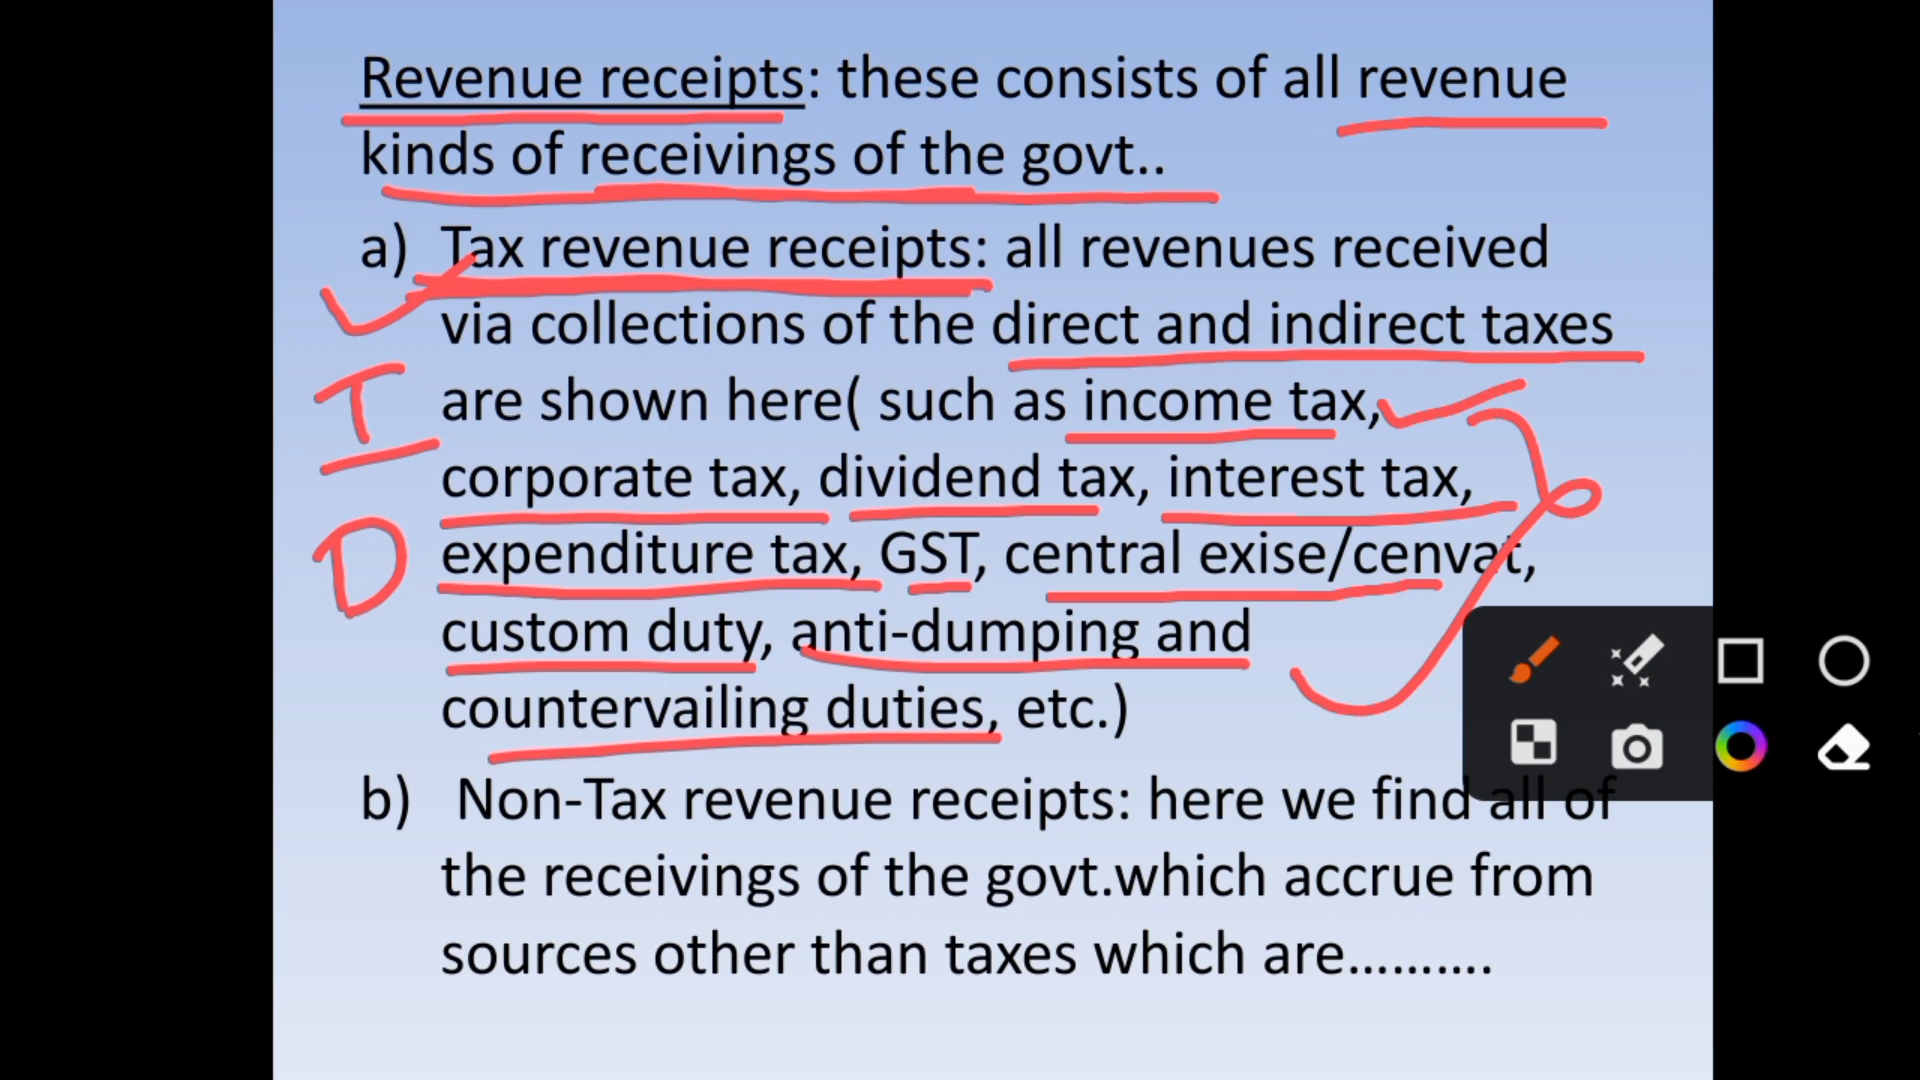 Revenue receipts: these consists of all revenue
kinds of receivings of the govt..
a) Tax revenue receipts: all revenues received
via collections of the direct and indirect taxes
I are shown here( such as income tax,
corporate tax, dividend tax, interest tax,
D expenditure tax, GST, central exise/cenvat,
custom duty, anti-dumping and
countervailing duties, etc.)
b) Non-Tax revenue receipts: here we find all of
the receivings of the govt.which accrue from
sources other than taxes which are..........